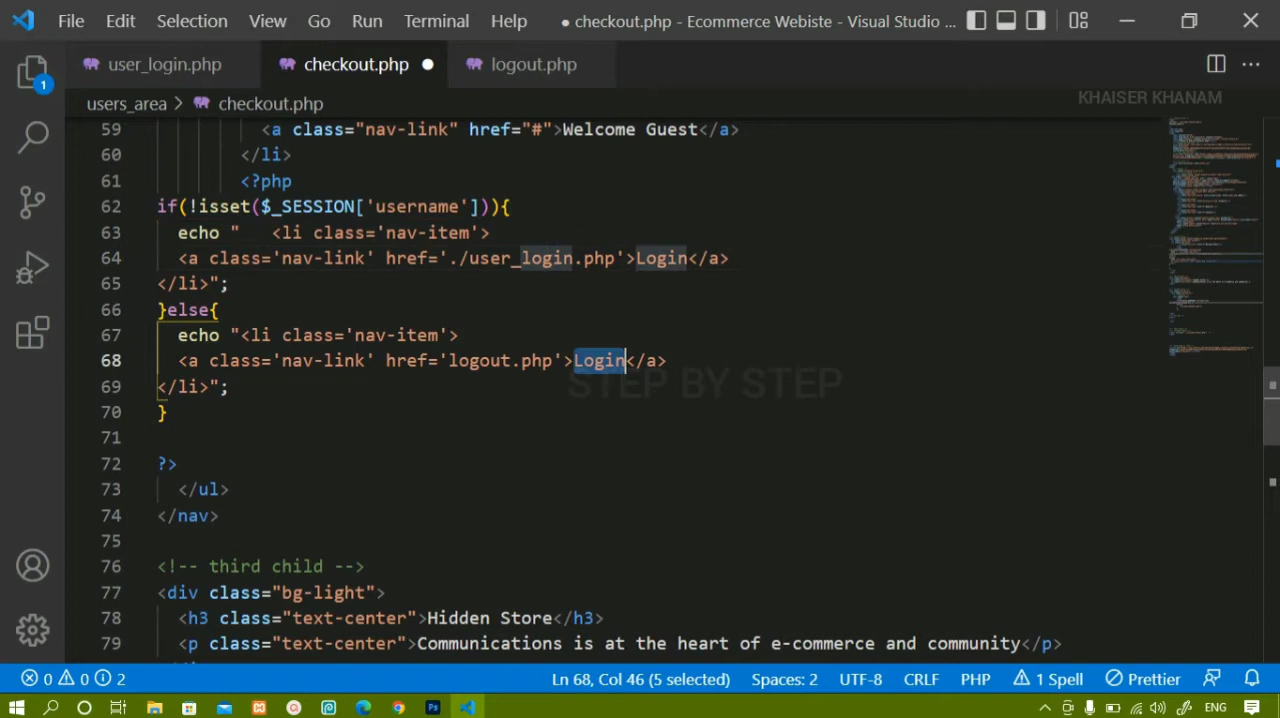 File Edit Selection View Go Run Terminal Help ● checkout.php - Ecommerce Webiste - Visual Studio ...
user_login.php checkout.php ● logout.php
users_area > checkout.php
KHAISER KHANAM
59 <a class="nav-link" href="#">Welcome Guest</a>
60 </li>
61 <?php
62 if(!isset($_SESSION['username'])){
63 echo "   <li class='nav-item'>
64 <a class='nav-link' href='./user_login.php'>Login</a>
65 </li>";
66 }else{
67 echo "<li class='nav-item'>
68 <a class='nav-link' href='logout.php'>Login</a>
69 </li>";
70 }
71
72 ?>
73 </ul>
74 </nav>
75
76 <!-- third child -->
77 <div class="bg-light">
78 <h3 class="text-center">Hidden Store</h3>
79 <p class="text-center">Communications is at the heart of e-commerce and community</p>
STEP BY STEP
1
0 0 2 Ln 68, Col 46 (5 selected) Spaces: 2 UTF-8 CRLF PHP 1 Spell Prettier
ENG